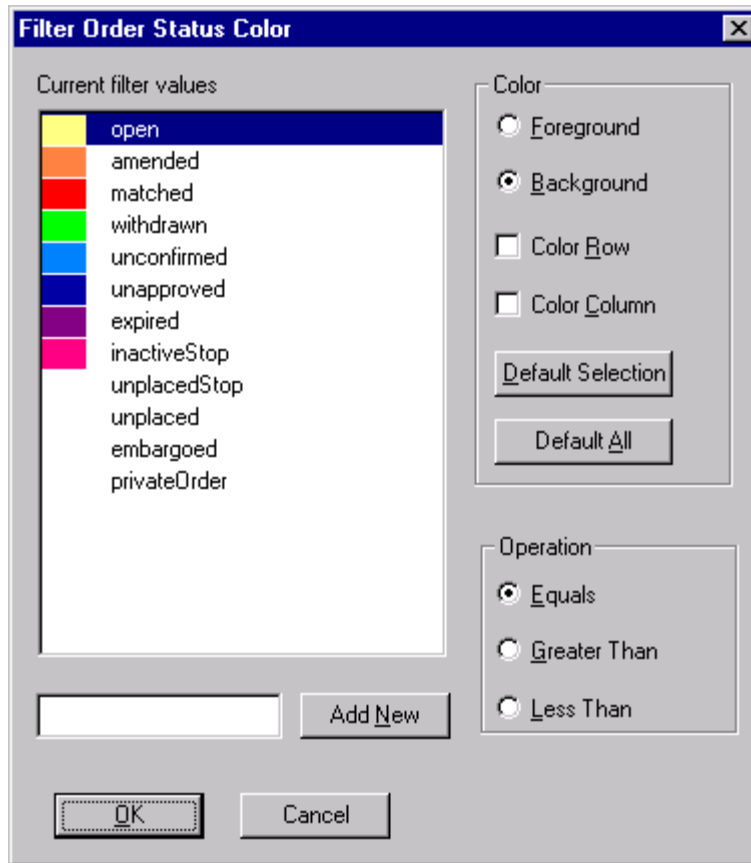 Filter Order Status Color
Current filter values
open
amended
matched
withdrawn
unconfirmed
unapproved
expired
inactiveStop
unplacedStop
unplaced
embargoed
privateOrder
Add New
OK
Cancel
Color
Foreground
Background
Color Row
Color Column
Default Selection
Default All
Operation
Equals
Greater Than
Less Than